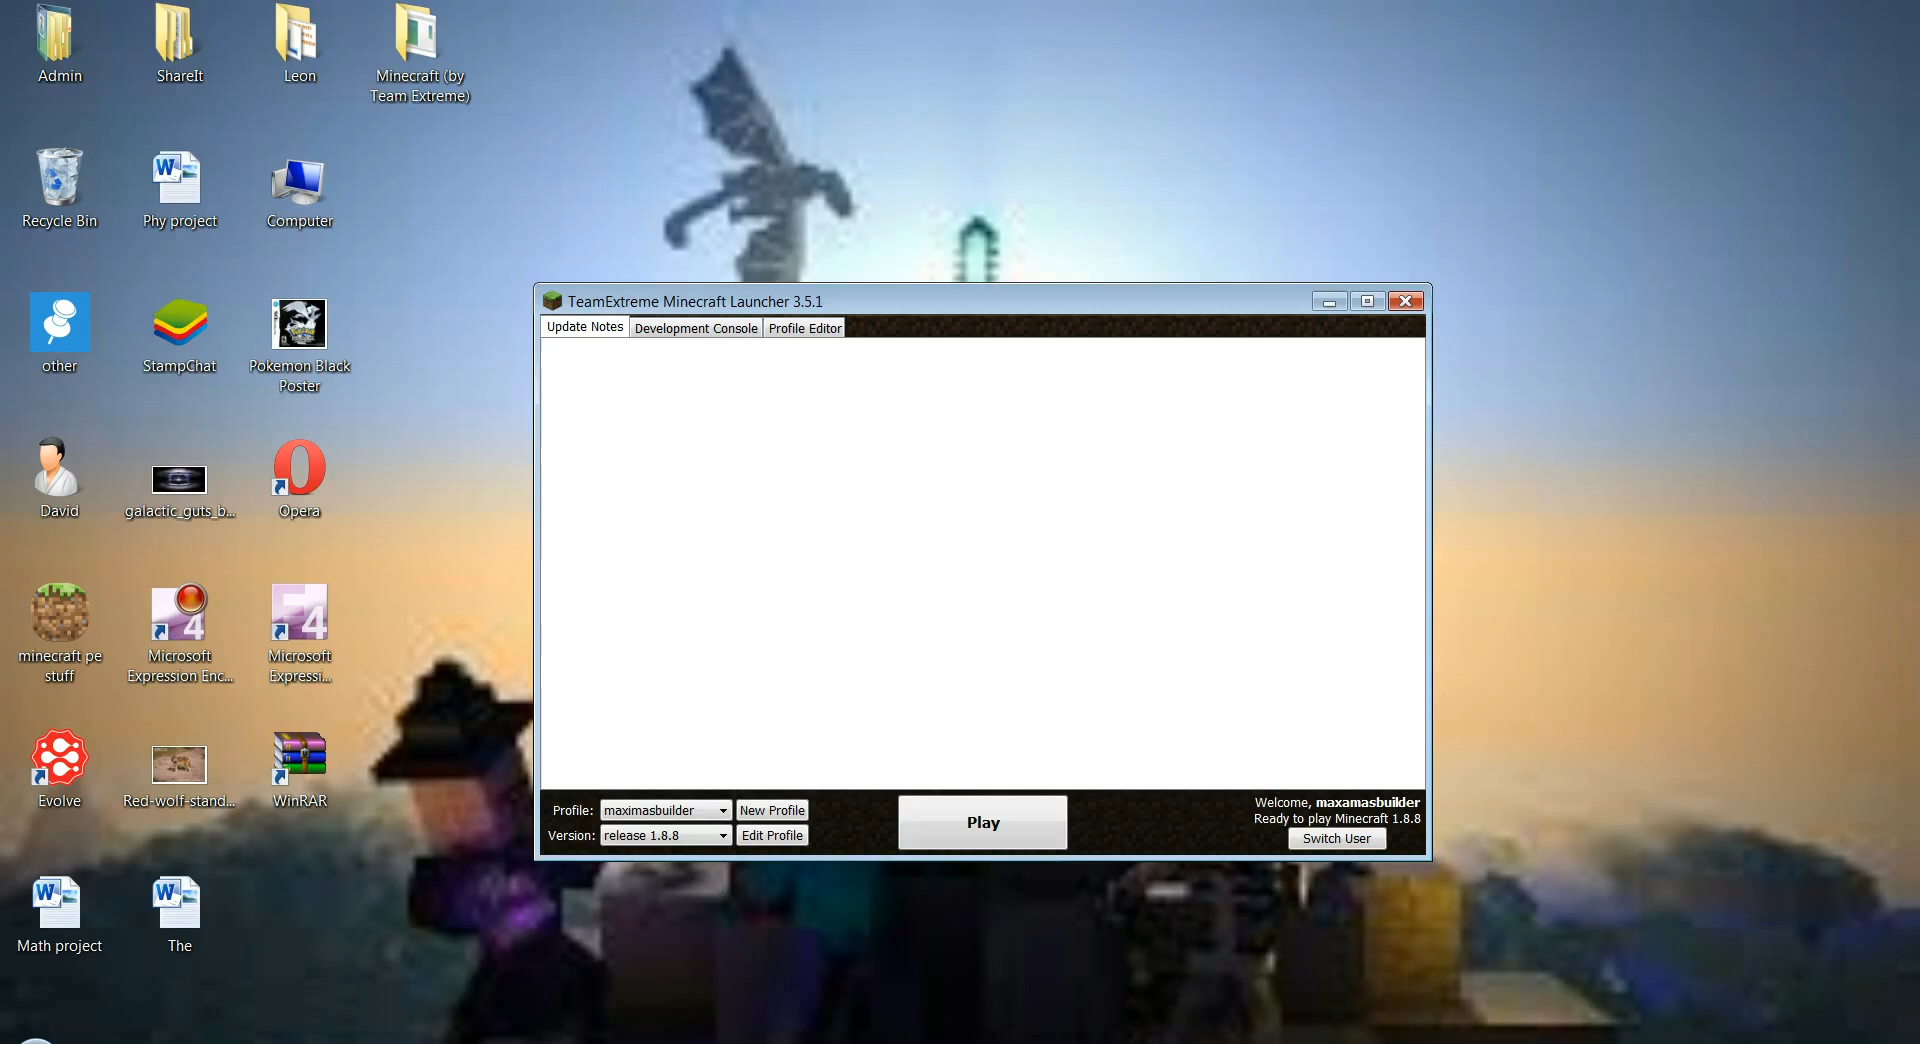 Admin
ShareIt
Leon
Minecraft (by
Team Extreme)
Recycle Bin
Phy project
Computer
other
StampChat
Pokemon Black
Poster
David
galactic_guts_b...
Opera
minecraft pe
stuff
Microsoft
Expression Enc...
Microsoft
Expressi...
Evolve
Red-wolf-stand...
WinRAR
Math project
The
TeamExtreme Minecraft Launcher 3.5.1
Update Notes
Development Console
Profile Editor
Profile:
maximasbuilder
New Profile
Version:
release 1.8.8
Edit Profile
Play
Welcome, maxamasbuilder
Ready to play Minecraft 1.8.8
Switch User